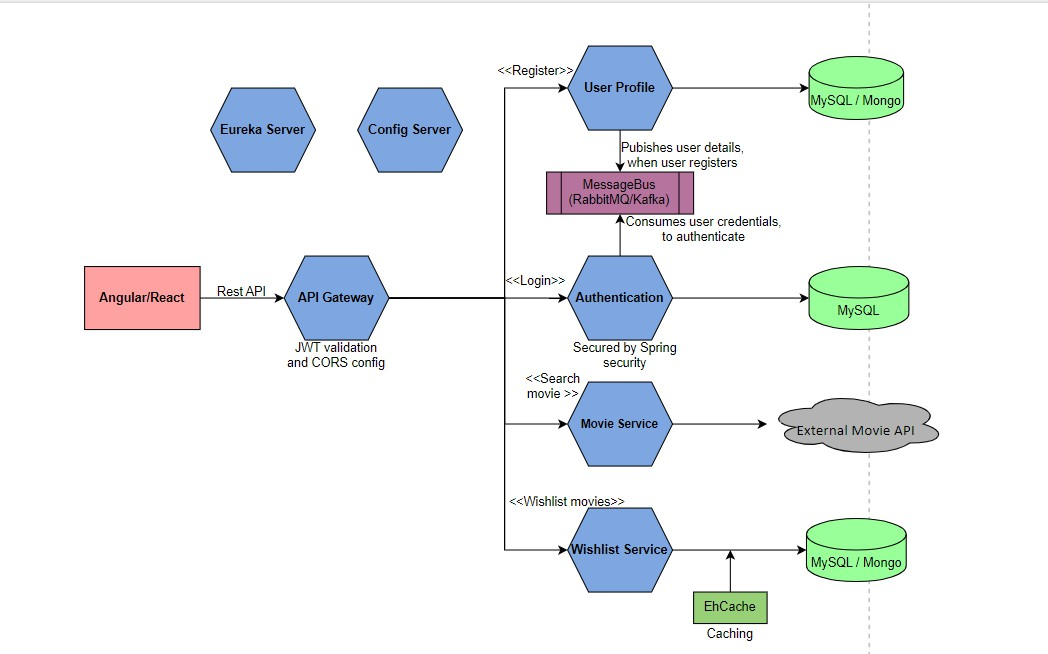 <<Register>>
User Profile
MySQL / Mongo
Eureka Server
Config Server
Pubishes user details,
when user registers
MessageBus
(RabbitMQ/Kafka)
Consumes user credentials,
to authenticate
Angular/React
Rest API
API Gateway
JWT validation
and CORS config
<<Login>>
Authentication
Secured by Spring
security
MySQL
<<Search
movie >>
Movie Service
External Movie API
<<Wishlist movies>>
Wishlist Service
MySQL / Mongo
EhCache
Caching